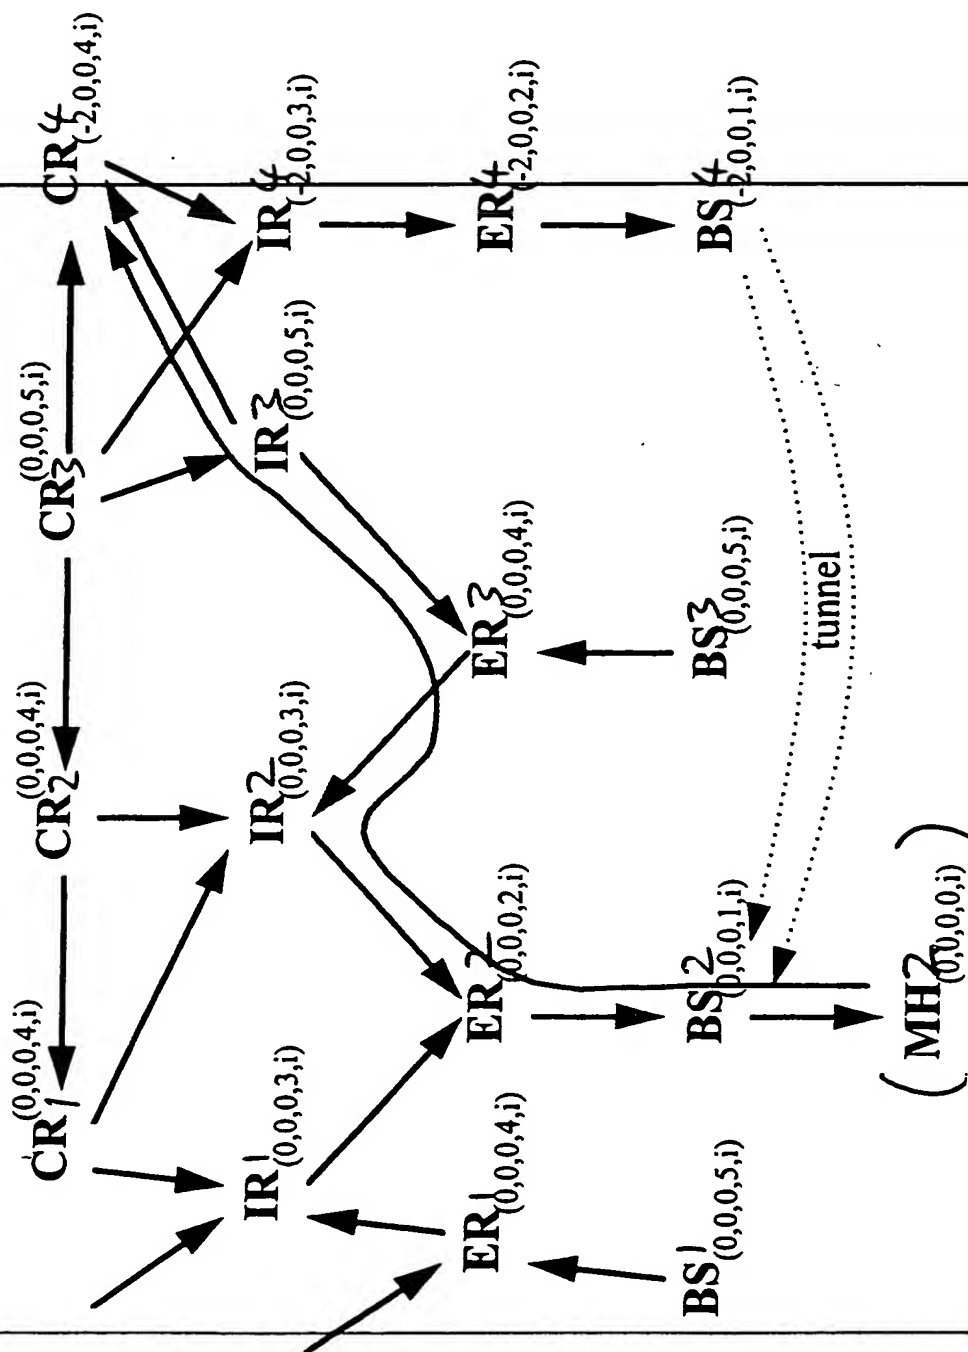 CR1(0,0,0,4,i)
CR2(0,0,0,4,i)
CR3(0,0,0,5,i)
CR4(-2,0,0,4,i)
IR1(0,0,0,3,i)
IR2(0,0,0,3,i)
IR3(0,0,0,5,i)
IR4(-2,0,0,3,i)
ER1(0,0,0,4,i)
ER2(0,0,0,2,i)
ER3(0,0,0,4,i)
ER4(-2,0,0,2,i)
BS1(0,0,0,5,i)
BS2(0,0,0,1,i)
BS3(0,0,0,5,i)
BS4(-2,0,0,1,i)
tunnel
(MH2(0,0,0,0,i))